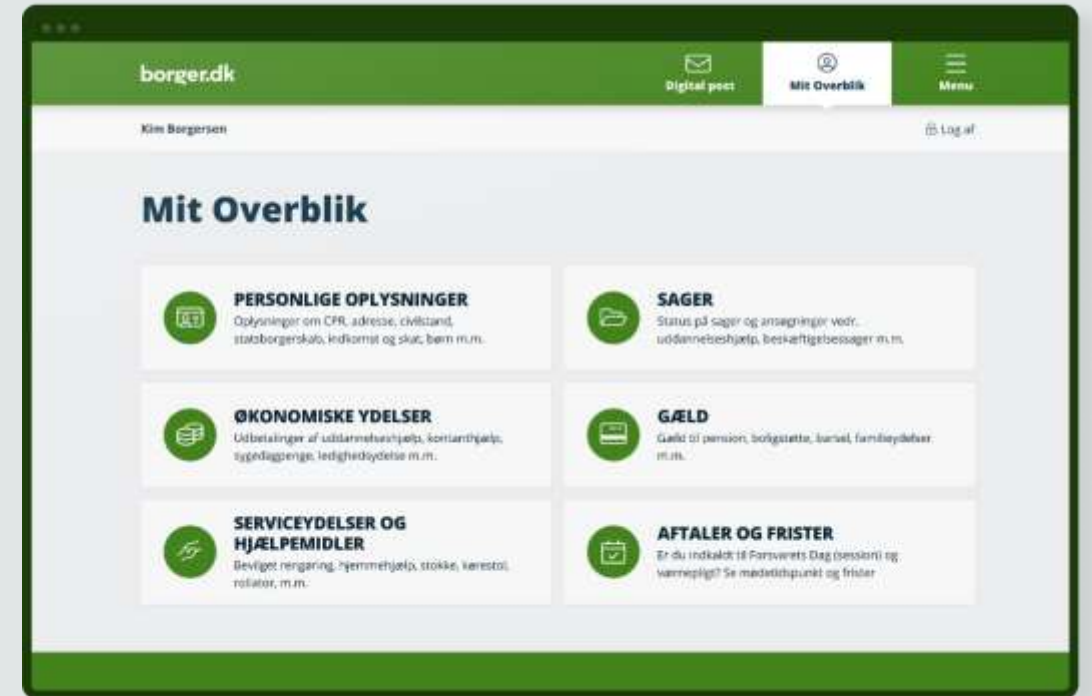 borger.dk
Digital post
Mit Overblik
Menu
Kim Borgersen
Log af
Mit Overblik
PERSONLIGE OPLYSNINGER
Oplysninger om CPR, adresse, civilstand,
statsborgerskab, indkomst og skat, børn m.m.
SAGER
Status på sager og ansøgninger vedr.
uddannelseshjælp, beskæftigelsessager m.m.
ØKONOMISKE YDELSER
Udbetalinger af uddannelseshjælp, kontanthjælp,
sygedagpenge, ledighedsydelse m.m.
GÆLD
Gæld til pension, boligstøtte, barsel, familieydelser
m.m.
SERVICEYDELSER OG
HJÆLPEMIDLER
Bevilget rengøring, hjemmehjælp, stokke, kørestol,
rollator, m.m.
AFTALER OG FRISTER
Er du indkaldt til Forsvarets Dag (session) og
værnepligt? Se mødetidspunkt og frister